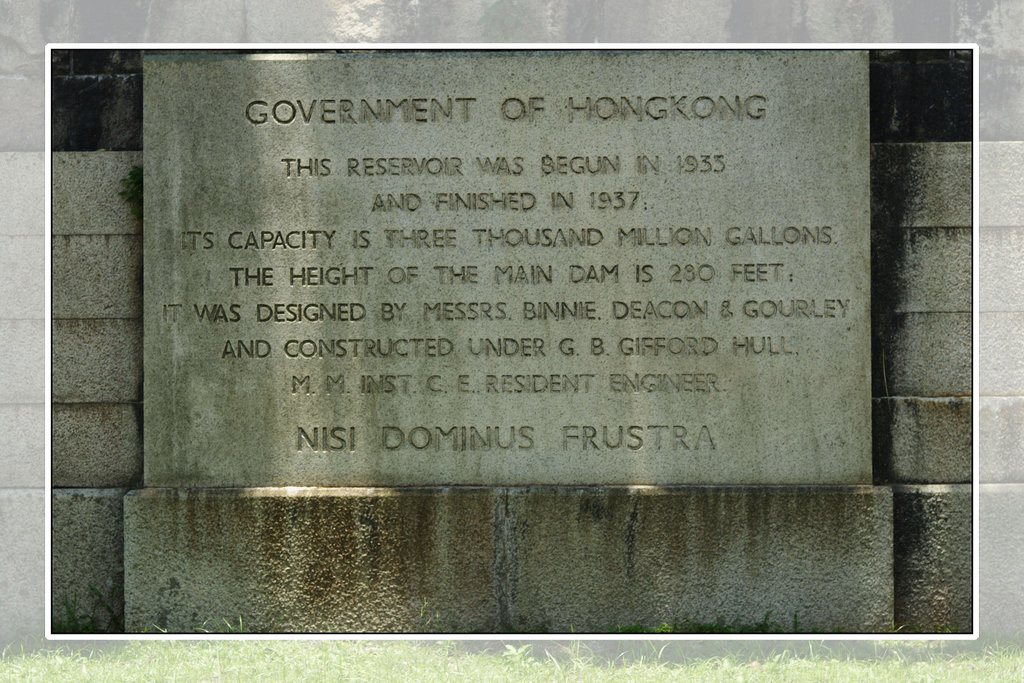 GOVERNMENT OF HONGKONG
THIS RESERVOIR WAS BEGUN IN 1933
AND FINISHED IN 1937;
ITS CAPACITY IS THREE THOUSAND MILLION GALLONS.
THE HEIGHT OF THE MAIN DAM IS 280 FEET;
IT WAS DESIGNED BY MESSRS. BINNIE, DEACON & GOURLEY
AND CONSTRUCTED UNDER G. B. GIFFORD HULL,
M. M. INST. C. E., RESIDENT ENGINEER.
NISI DOMINUS FRUSTRA